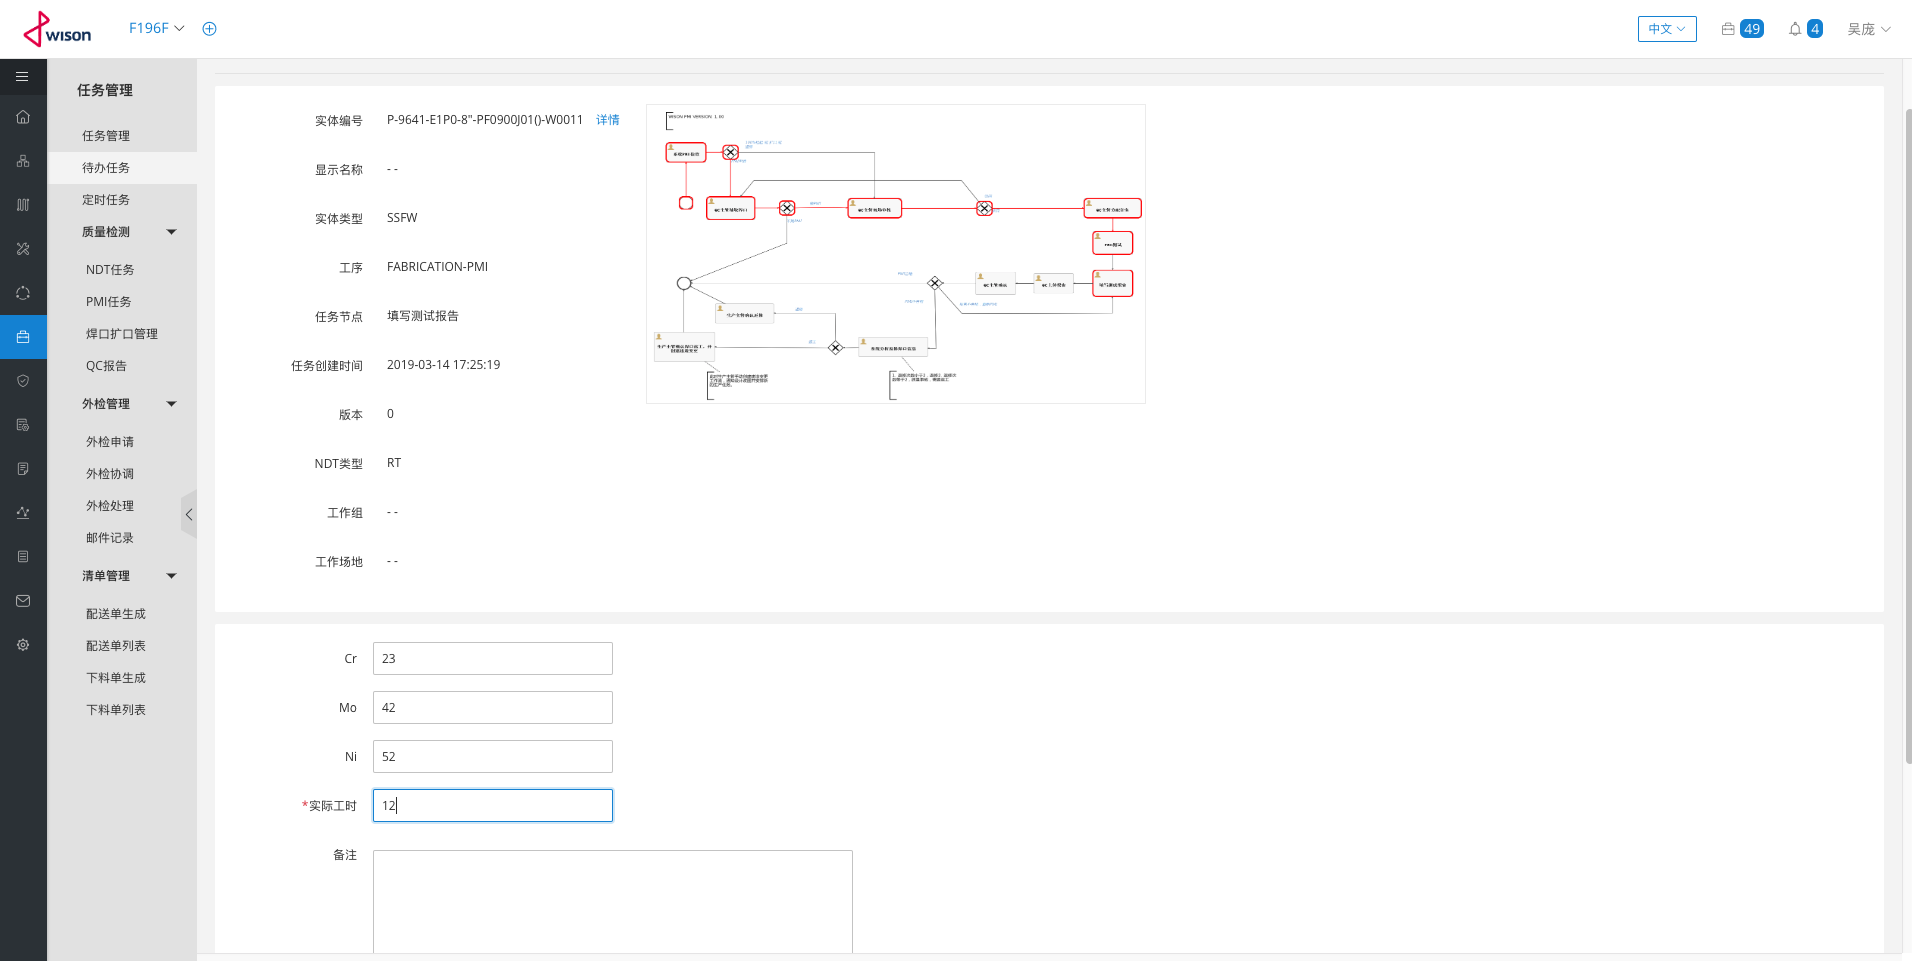 wison
F196F
中文
49
4
吴庞
任务管理
任务管理
待办任务
定时任务
质量检测
NDT任务
PMI任务
焊口扩口管理
QC报告
外检管理
外检申请
外检协调
外检处理
邮件记录
清单管理
配送单生成
配送单列表
下料单生成
下料单列表
实体编号 P-9641-E1P0-8"-PF0900J01()-W0011 详情
显示名称 - -
实体类型 SSFW
工序 FABRICATION-PMI
任务节点 填写测试报告
任务创建时间 2019-03-14 17:25:19
版本 0
NDT类型 RT
工作组 - -
工作场地 - -
WISON PMI VERSION: 1.00
Cr 23
Mo 42
Ni 52
*实际工时 12
备注